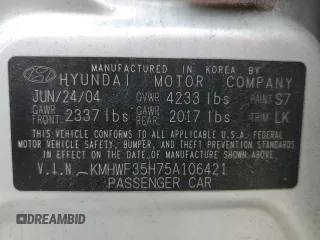 MANUFACTURED IN KOREA BY
HYUNDAI MOTOR COMPANY
JUN/24/04 GVWR 4233 lbs PAINT S7
GAWR FRONT: 2337 lbs GAWR REAR: 2017 lbs TRIM LK
THIS VEHICLE CONFORMS TO ALL APPLICABLE FEDERAL
MOTOR VEHICLE SAFETY, BUMPER, AND THEFT PREVENTION
STANDARDS IN EFFECT ON THE DATE OF MANUFACTURE
SHOWN ABOVE.
V.I.N KMHWF35H75A106421
PASSENGER CAR
AUTOBIDMASTER